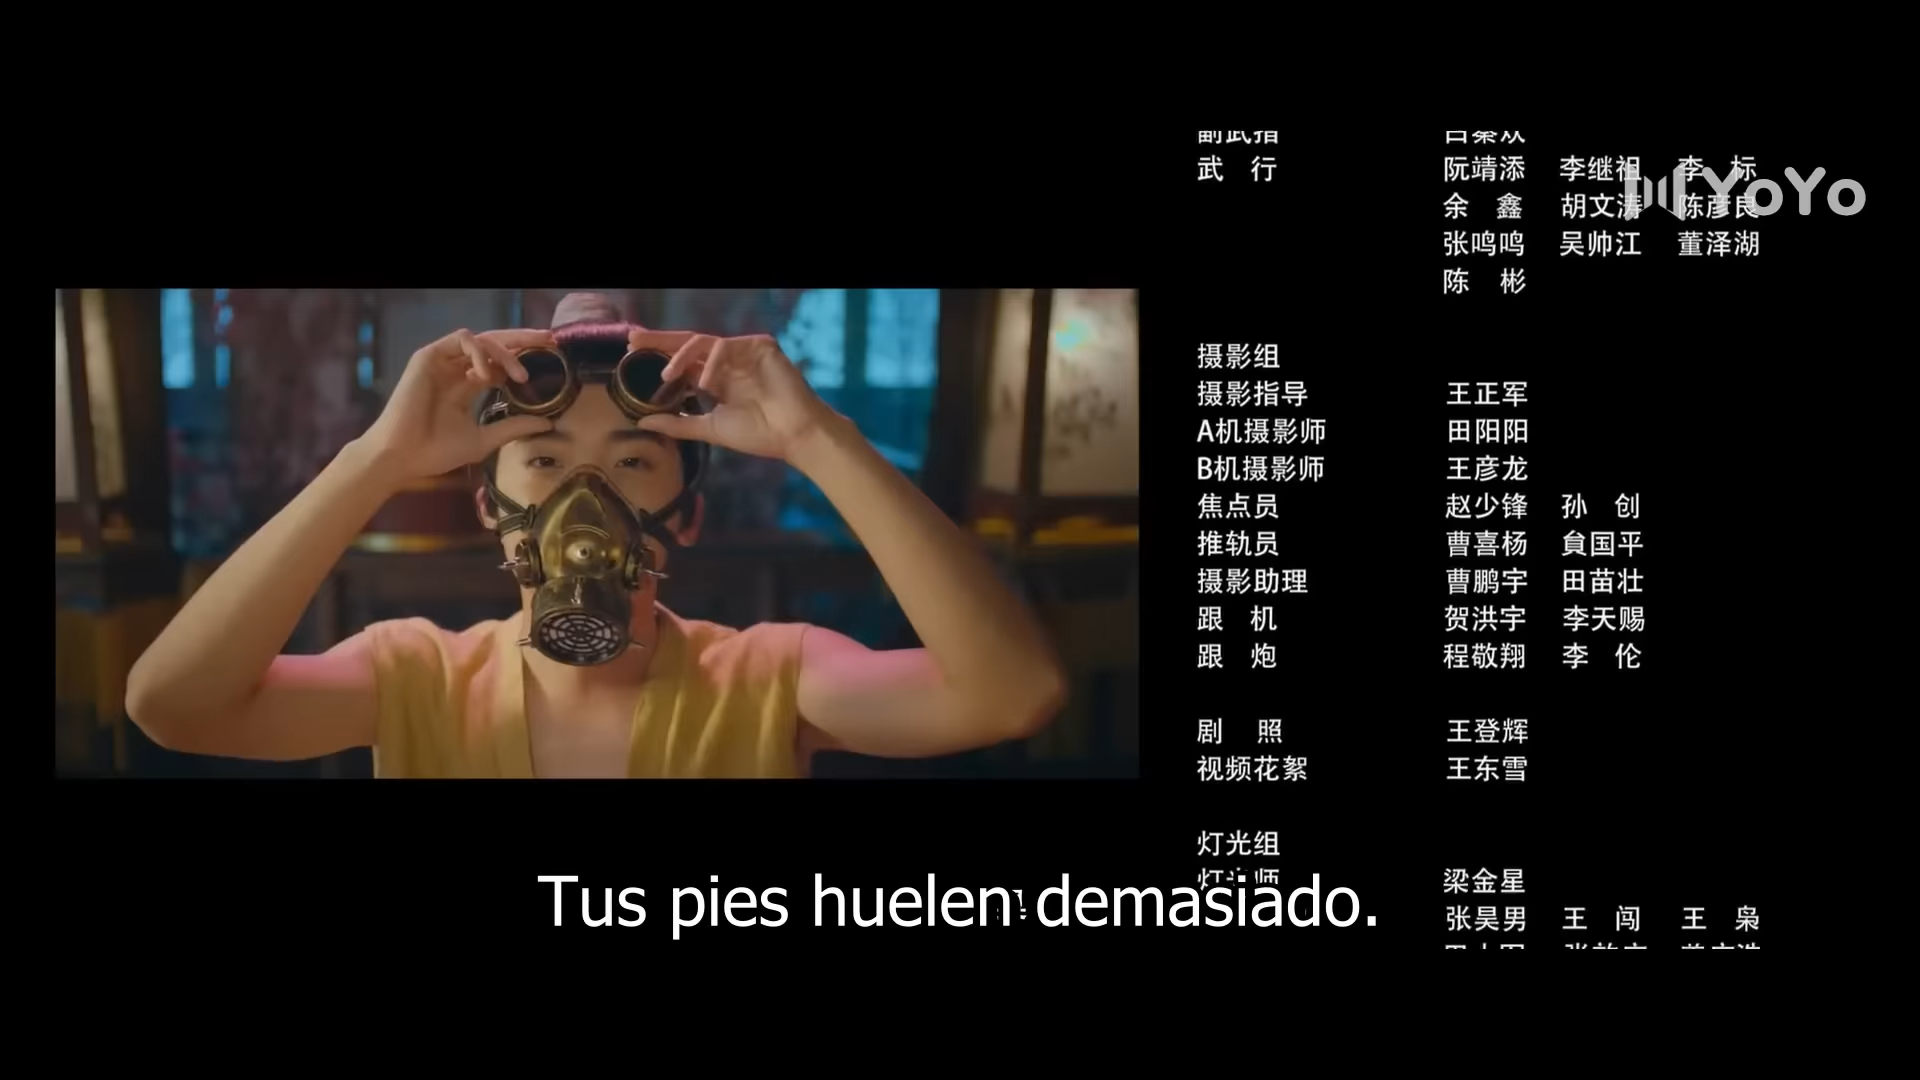 武 行 阮靖添 李继祖 李 标
YoYo
余 鑫 胡文涛 陈彦良
张鸣鸣 吴帅江 董泽湖
陈 彬
摄影组
摄影指导 王正军
A机摄影师 田阳阳
B机摄影师 王彦龙
焦点员 赵少锋 孙 创
推轨员 曹喜杨 贠国平
摄影助理 曹鹏宇 田苗壮
跟 机 贺洪宇 李天赐
跟 炮 程敬翔 李 伦
剧 照 王登辉
视频花絮 王东雪
灯光组
灯光师 梁金星
张昊男 王 闯 王 枭
Tus pies huelen demasiado.